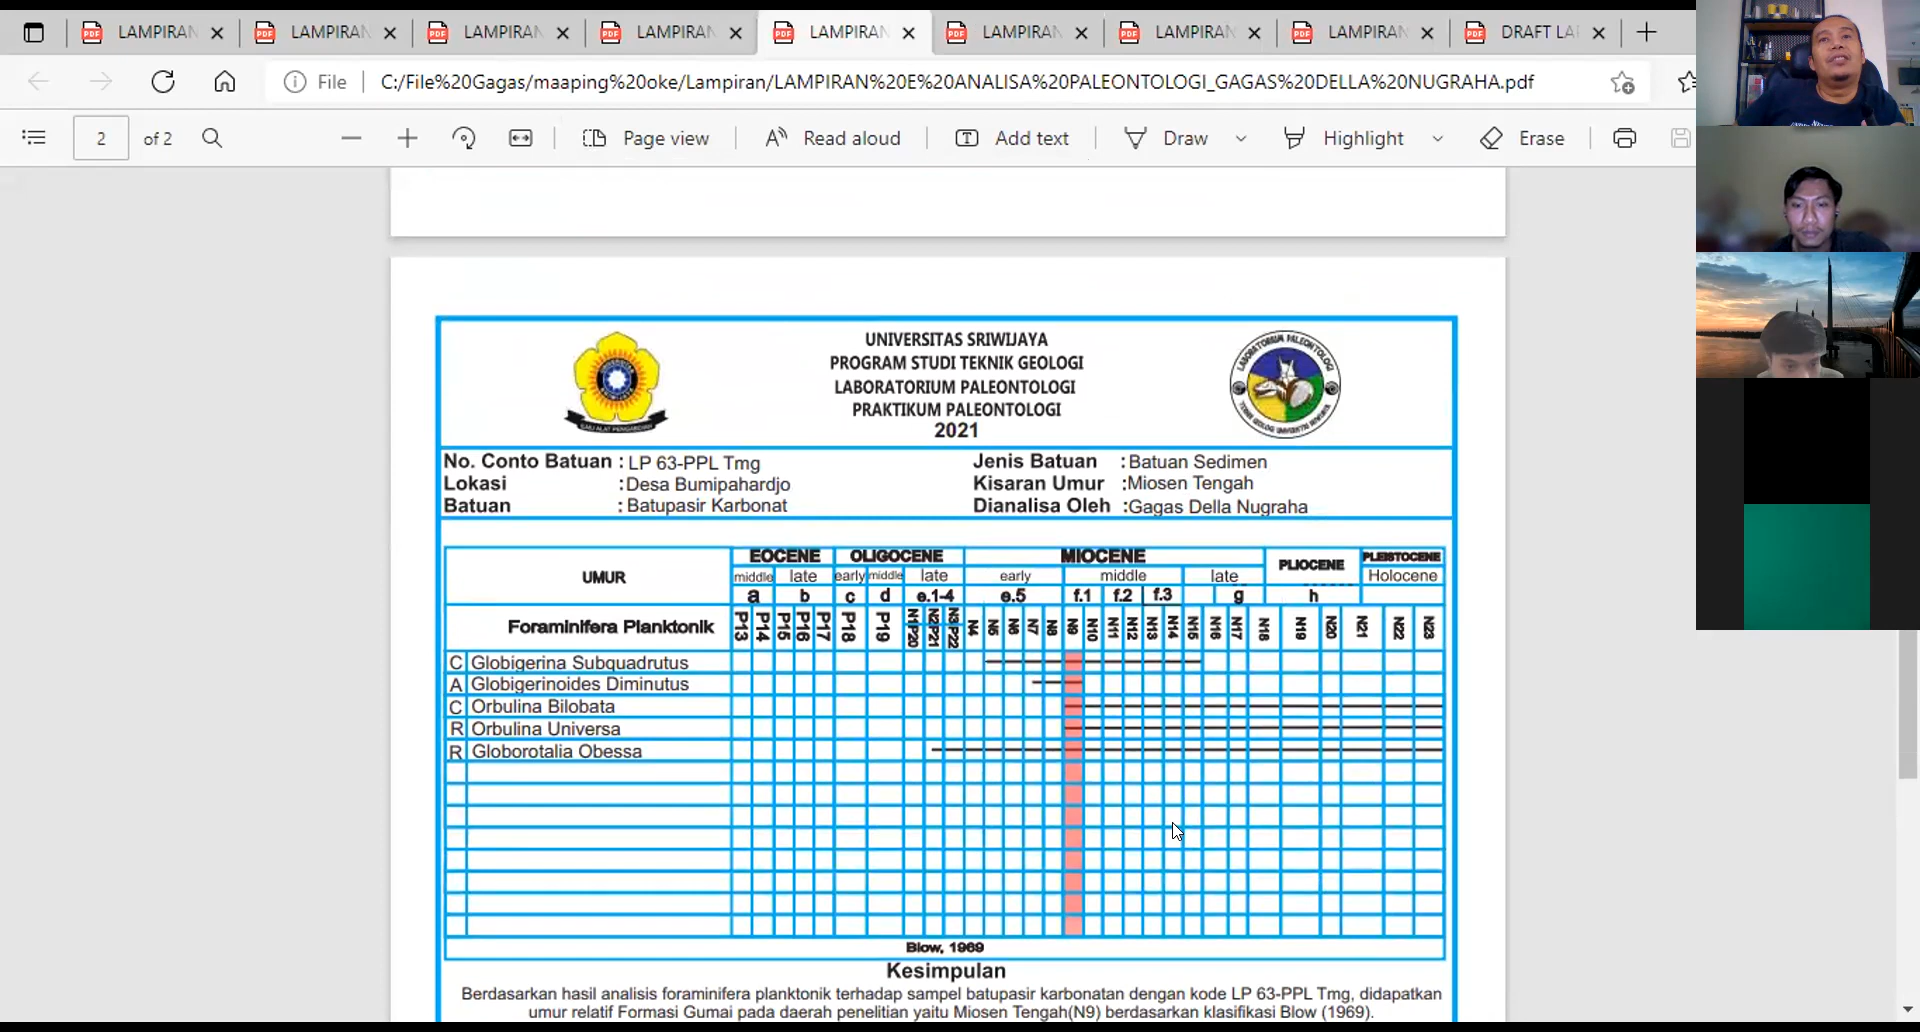 LAMPIRAN LAMPIRAN LAMPIRAN LAMPIRAN LAMPIRAN LAMPIRAN LAMPIRAN LAMPIRAN DRAFT LA
File C:/File%20Gagas/maaping%20oke/Lampiran/LAMPIRAN%20E%20ANALISA%20PALEONTOLOGI_GAGAS%20DELLA%20NUGRAHA.pdf
2 of 2 Page view Read aloud Add text Draw Highlight Erase
UNIVERSITAS SRIWIJAYA
PROGRAM STUDI TEKNIK GEOLOGI
LABORATORIUM PALEONTOLOGI
PRAKTIKUM PALEONTOLOGI
2021
No. Conto Batuan : LP 63-PPL Tmg Jenis Batuan : Batuan Sedimen
Lokasi : Desa Bumipahardjo Kisaran Umur : Miosen Tengah
Batuan : Batupasir Karbonat Dianalisa Oleh : Gagas Della Nugraha
UMUR EOCENE OLIGOCENE MIOCENE PLIOCENE PLEISTOCENE
middle late early middle late early middle late Holocene
a b c d e.1-4 e.5 f.1 f.2 f.3 g h
Foraminifera Planktonik P13 P14 P15 P16 P17 P18 P19 N1P20 N2P21 N3P22 N4 N5 N6 N7 N8 N9 N10 N11 N12 N13 N14 N15 N16 N17 N18 N19 N20 N21 N22 N23
C Globigerina Subquadrutus
A Globigerinoides Diminutus
C Orbulina Bilobata
R Orbulina Universa
R Globorotalia Obessa
Blow, 1969
Kesimpulan
Berdasarkan hasil analisis foraminifera planktonik terhadap sampel batupasir karbonatan dengan kode LP 63-PPL Tmg, didapatkan
umur relatif Formasi Gumai pada daerah penelitian yaitu Miosen Tengah(N9) berdasarkan klasifikasi Blow (1969).